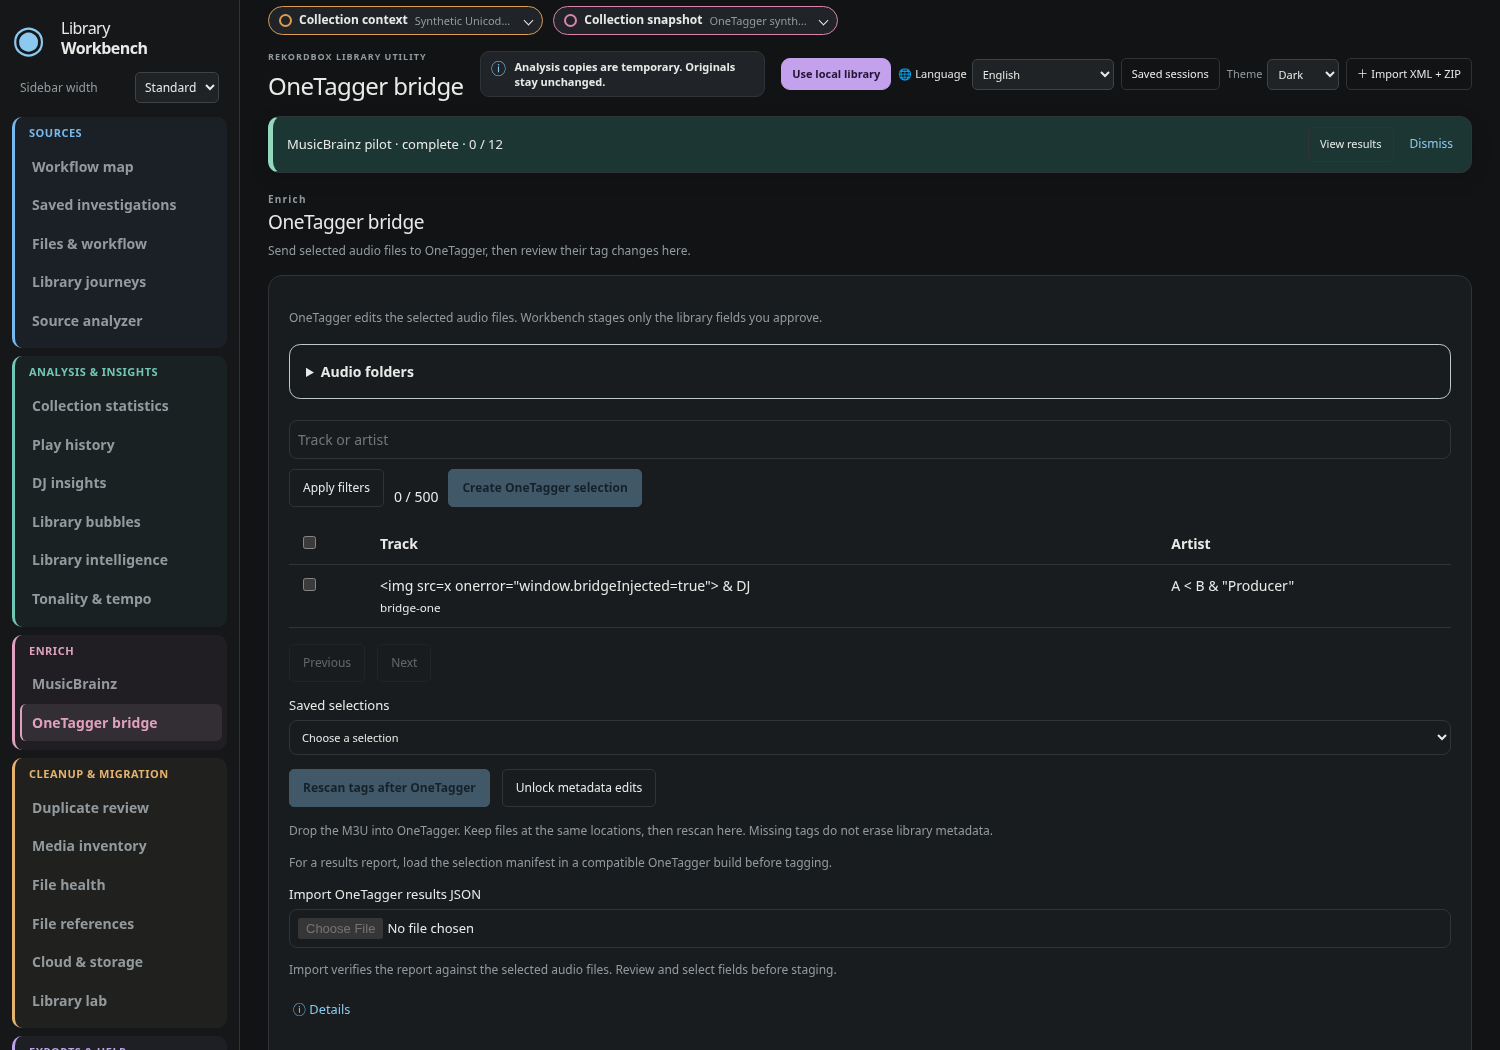 Library
Workbench
Sidebar width
Standard
SOURCES
Workflow map
Saved investigations
Files & workflow
Library journeys
Source analyzer
ANALYSIS & INSIGHTS
Collection statistics
Play history
DJ insights
Library bubbles
Library intelligence
Tonality & tempo
ENRICH
MusicBrainz
OneTagger bridge
CLEANUP & MIGRATION
Duplicate review
Media inventory
File health
File references
Cloud & storage
Library lab
EXPORTS & HELP
Collection context Synthetic Unicod...
Collection snapshot OneTagger synth...
REKORDBOX LIBRARY UTILITY
OneTagger bridge
Analysis copies are temporary. Originals
stay unchanged.
Use local library
Language
English
Saved sessions
Theme
Dark
+ Import XML + ZIP
MusicBrainz pilot · complete · 0 / 12
View results
Dismiss
Enrich
OneTagger bridge
Send selected audio files to OneTagger, then review their tag changes here.
OneTagger edits the selected audio files. Workbench stages only the library fields you approve.
Audio folders
Track or artist
Apply filters
0 / 500
Create OneTagger selection
Track
Artist
<img src=x onerror="window.bridgeInjected=true"> & DJ
A < B & "Producer"
bridge-one
Previous
Next
Saved selections
Choose a selection
Rescan tags after OneTagger
Unlock metadata edits
Drop the M3U into OneTagger. Keep files at the same locations, then rescan here. Missing tags do not erase library metadata.
For a results report, load the selection manifest in a compatible OneTagger build before tagging.
Import OneTagger results JSON
Choose File No file chosen
Import verifies the report against the selected audio files. Review and select fields before staging.
ⓘ Details